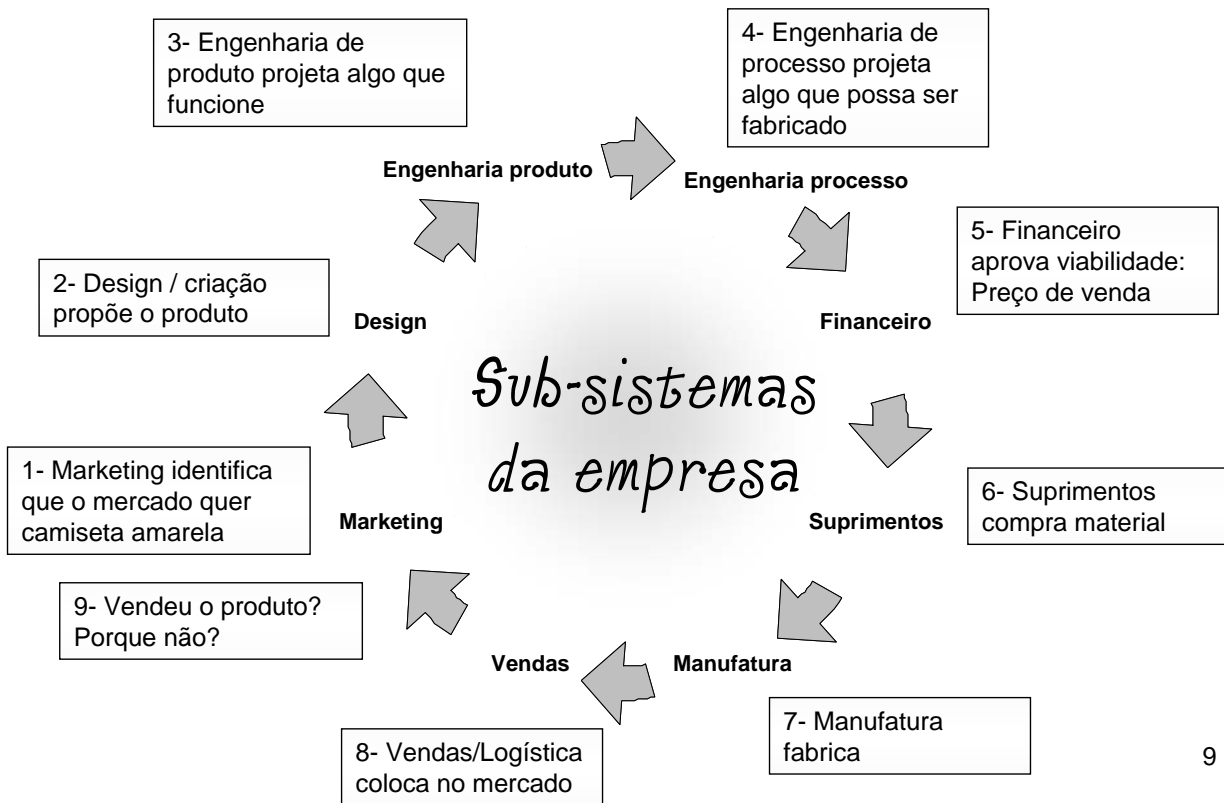 3- Engenharia de
produto projeta algo que
funcione
4- Engenharia de
processo projeta
algo que possa ser
fabricado
Engenharia produto
Engenharia processo
5- Financeiro
aprova viabilidade:
Preço de venda
2- Design / criação
propõe o produto
Design
Financeiro
Sub-sistemas
da empresa
1- Marketing identifica
que o mercado quer
camiseta amarela
Marketing
Suprimentos
6- Suprimentos
compra material
9- Vendeu o produto?
Porque não?
Vendas
Manufatura
7- Manufatura
fabrica
8- Vendas/Logística
coloca no mercado
9